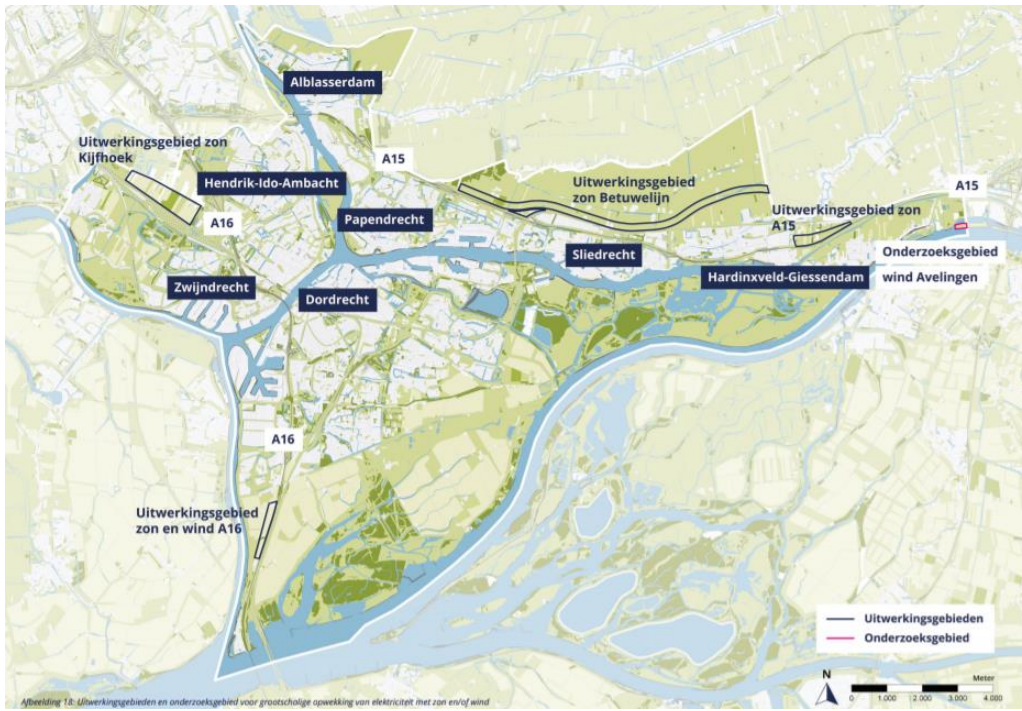 Alblasserdam
Uitwerkingsgebied zon
Kijfhoek
A15
Hendrik-Ido-Ambacht
Uitwerkingsgebied
zon Betuwelijn
A15
A16
Papendrecht
Uitwerkingsgebied zon
A15
Sliedrecht
Onderzoeksgebied
wind Avelingen
Hardinxveld-Giessendam
Zwijndrecht
Dordrecht
A16
Uitwerkingsgebied
zon en wind A16
Uitwerkingsgebieden
Onderzoeksgebied
Meter
N
0 1.000 2.000 3.000 4.000
Afbeelding 18: Uitwerkingsgebieden en onderzoeksgebied voor grootschalige opwekking van elektriciteit met zon en/of wind